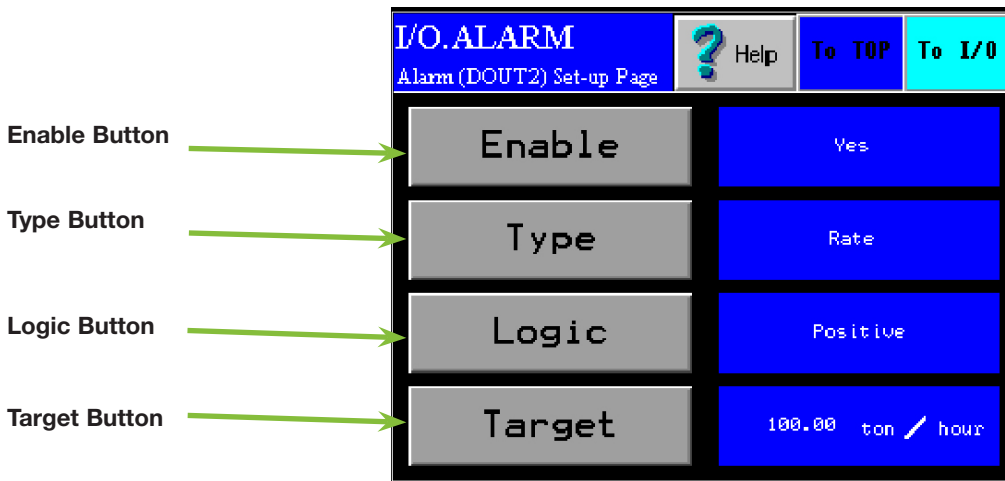 I/O.ALARM
Alarm (DOUT2) Set-up Page
Help
To TOP
To I/O
Enable Button
Enable
Yes
Type Button
Type
Rate
Logic Button
Logic
Positive
Target Button
Target
100.00 ton / hour